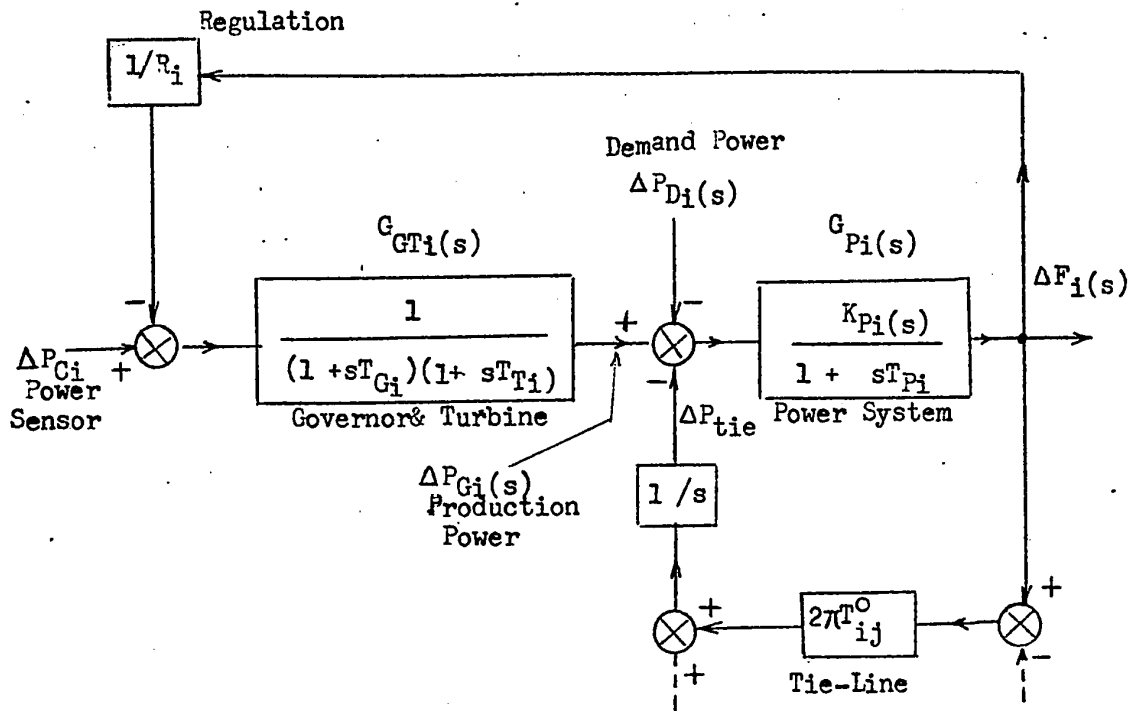 Regulation
1/R_i
Demand Power
ΔP_Di(s)
G_GTi(s)
G_Pi(s)
ΔF_i(s)
-
-
+
1
(1 +sT_Gi)(1+ sT_Ti)
K_Pi(s)
1 + sT_Pi
ΔP_Ci
+
-
Power
Sensor
Governor& Turbine
ΔP_tie
Power System
ΔP_Gi(s)
Production
Power
1 /s
+
+
2πT°_ij
-
+
Tie-Line